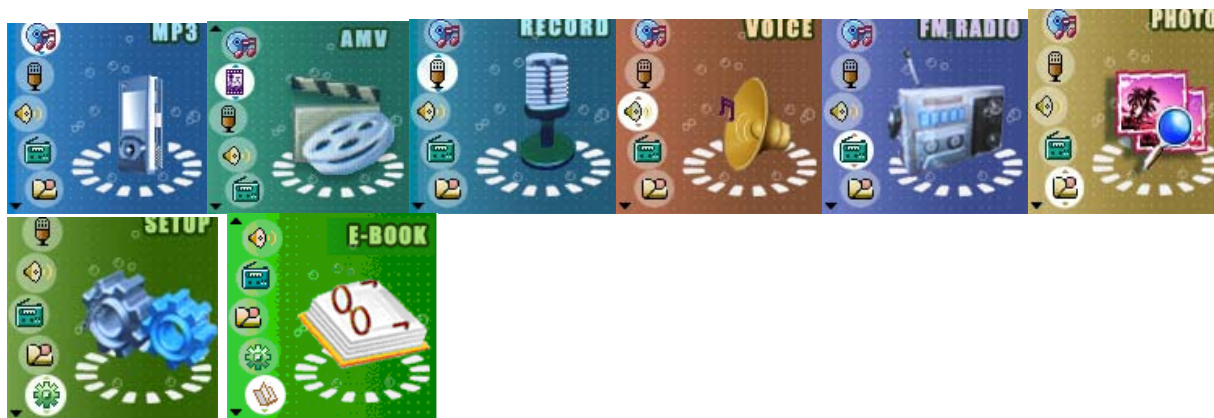 MP3
AMV
RECORD
VOICE
FM RADIO
PHOTO
SETUP
E-BOOK